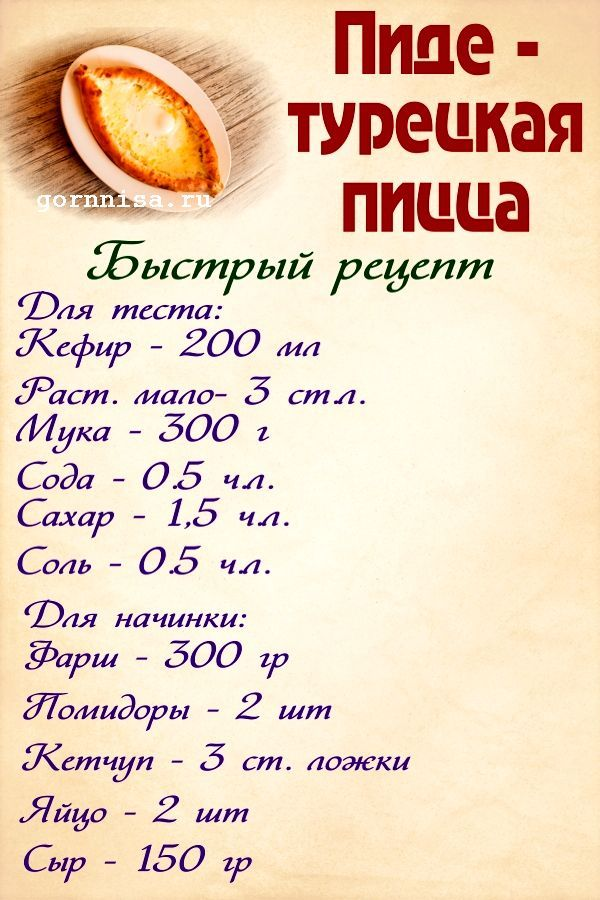 Пиде -
турецкая
пицца
gornnisa.ru
Быстрый рецепт
Для теста:
Кефир - 200 мл
Раст. мало- 3 ст.л.
Мука - 300 г
Сода - 0.5 ч.л.
Сахар - 1,5 ч.л.
Соль - 0.5 ч.л.
Для начинки:
Фарш - 300 гр
Помидоры - 2 шт
Кетчуп - 3 ст. ложки
Яйцо - 2 шт
Сыр - 150 гр